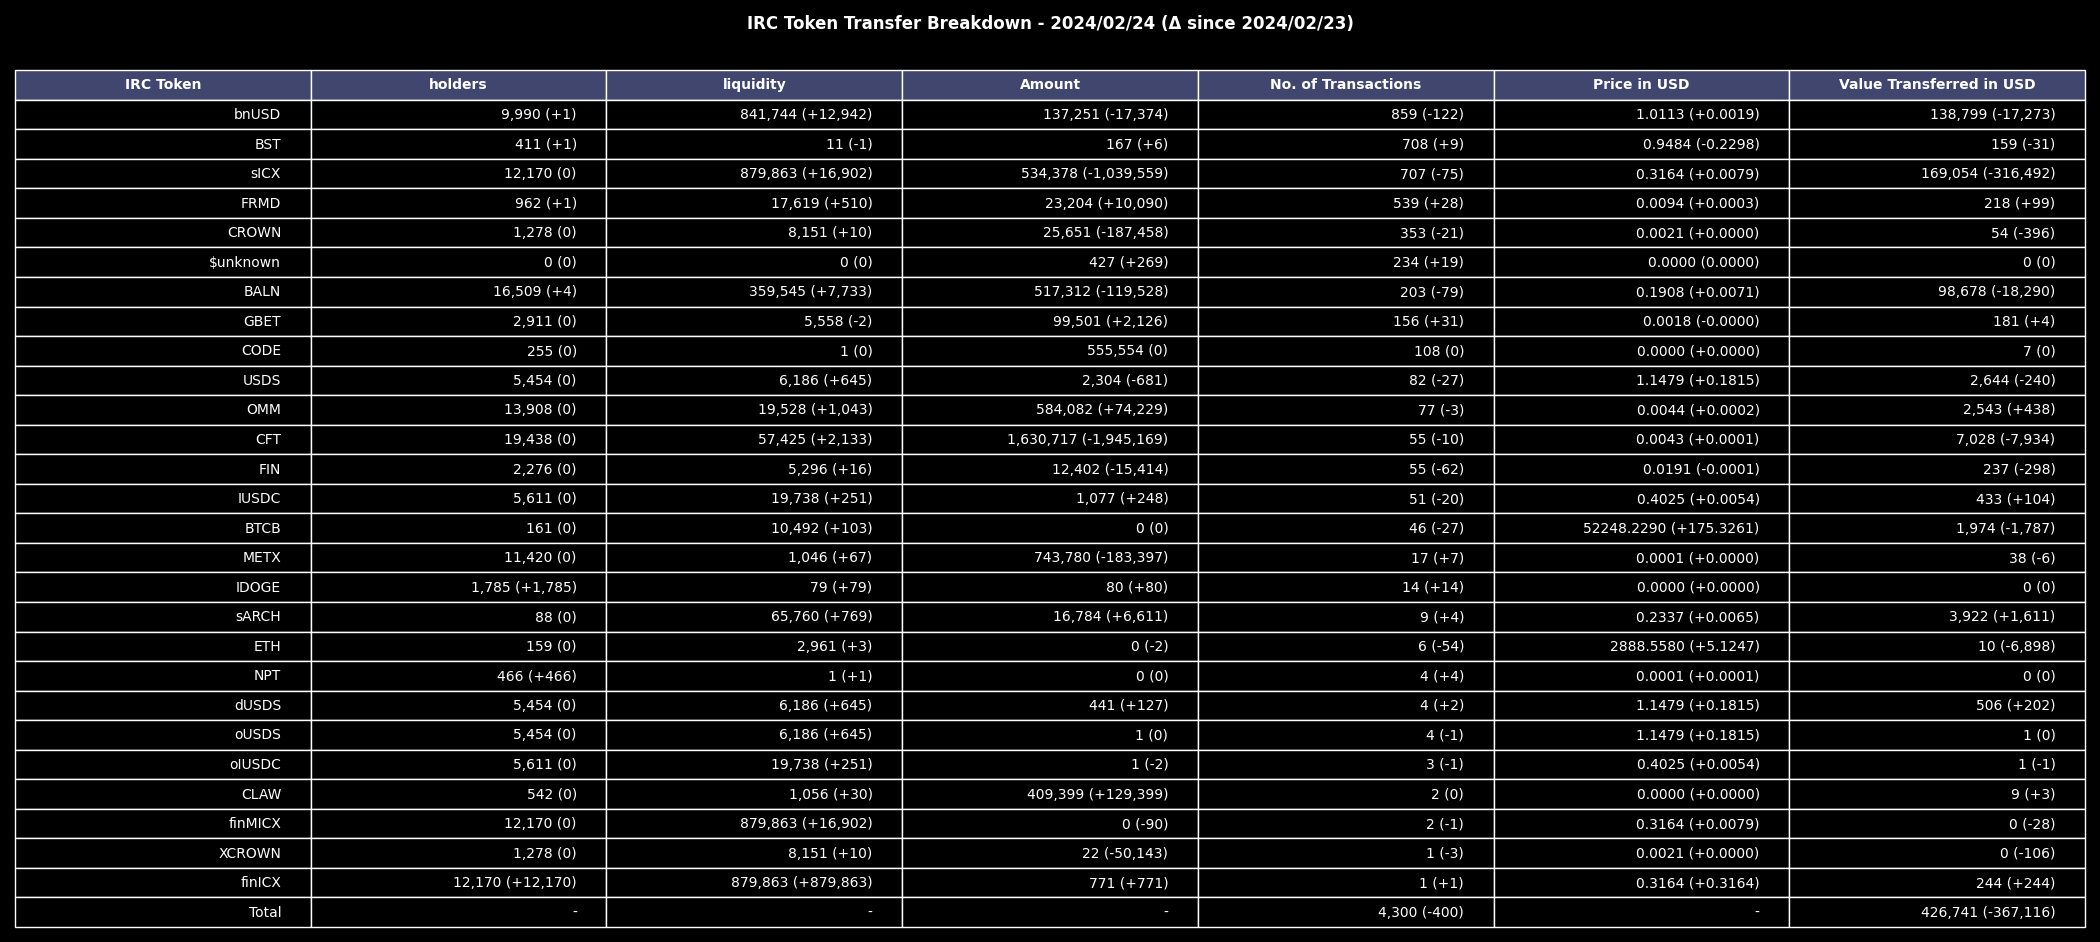 IRC Token Transfer Breakdown - 2024/02/24 (Δ since 2024/02/23)
IRC Token holders liquidity Amount No. of Transactions Price in USD Value Transferred in USD
bnUSD 9,990 (+1) 841,744 (+12,942) 137,251 (-17,374) 859 (-122) 1.0113 (+0.0019) 138,799 (-17,273)
BST 411 (+1) 11 (-1) 167 (+6) 708 (+9) 0.9484 (-0.2298) 159 (-31)
sICX 12,170 (0) 879,863 (+16,902) 534,378 (-1,039,559) 707 (-75) 0.3164 (+0.0079) 169,054 (-316,492)
FRMD 962 (+1) 17,619 (+510) 23,204 (+10,090) 539 (+28) 0.0094 (+0.0003) 218 (+99)
CROWN 1,278 (0) 8,151 (+10) 25,651 (-187,458) 353 (-21) 0.0021 (+0.0000) 54 (-396)
$unknown 0 (0) 0 (0) 427 (+269) 234 (+19) 0.0000 (0.0000) 0 (0)
BALN 16,509 (+4) 359,545 (+7,733) 517,312 (-119,528) 203 (-79) 0.1908 (+0.0071) 98,678 (-18,290)
GBET 2,911 (0) 5,558 (-2) 99,501 (+2,126) 156 (+31) 0.0018 (-0.0000) 181 (+4)
CODE 255 (0) 1 (0) 555,554 (0) 108 (0) 0.0000 (+0.0000) 7 (0)
USDS 5,454 (0) 6,186 (+645) 2,304 (-681) 82 (-27) 1.1479 (+0.1815) 2,644 (-240)
OMM 13,908 (0) 19,528 (+1,043) 584,082 (+74,229) 77 (-3) 0.0044 (+0.0002) 2,543 (+438)
CFT 19,438 (0) 57,425 (+2,133) 1,630,717 (-1,945,169) 55 (-10) 0.0043 (+0.0001) 7,028 (-7,934)
FIN 2,276 (0) 5,296 (+16) 12,402 (-15,414) 55 (-62) 0.0191 (-0.0001) 237 (-298)
IUSDC 5,611 (0) 19,738 (+251) 1,077 (+248) 51 (-20) 0.4025 (+0.0054) 433 (+104)
BTCB 161 (0) 10,492 (+103) 0 (0) 46 (-27) 52248.2290 (+175.3261) 1,974 (-1,787)
METX 11,420 (0) 1,046 (+67) 743,780 (-183,397) 17 (+7) 0.0001 (+0.0000) 38 (-6)
IDOGE 1,785 (+1,785) 79 (+79) 80 (+80) 14 (+14) 0.0000 (+0.0000) 0 (0)
sARCH 88 (0) 65,760 (+769) 16,784 (+6,611) 9 (+4) 0.2337 (+0.0065) 3,922 (+1,611)
ETH 159 (0) 2,961 (+3) 0 (-2) 6 (-54) 2888.5580 (+5.1247) 10 (-6,898)
NPT 466 (+466) 1 (+1) 0 (0) 4 (+4) 0.0001 (+0.0001) 0 (0)
dUSDS 5,454 (0) 6,186 (+645) 441 (+127) 4 (+2) 1.1479 (+0.1815) 506 (+202)
oUSDS 5,454 (0) 6,186 (+645) 1 (0) 4 (-1) 1.1479 (+0.1815) 1 (0)
oIUSDC 5,611 (0) 19,738 (+251) 1 (-2) 3 (-1) 0.4025 (+0.0054) 1 (-1)
CLAW 542 (0) 1,056 (+30) 409,399 (+129,399) 2 (0) 0.0000 (+0.0000) 9 (+3)
finMICX 12,170 (0) 879,863 (+16,902) 0 (-90) 2 (-1) 0.3164 (+0.0079) 0 (-28)
XCROWN 1,278 (0) 8,151 (+10) 22 (-50,143) 1 (-3) 0.0021 (+0.0000) 0 (-106)
finICX 12,170 (+12,170) 879,863 (+879,863) 771 (+771) 1 (+1) 0.3164 (+0.3164) 244 (+244)
Total - - - 4,300 (-400) - 426,741 (-367,116)